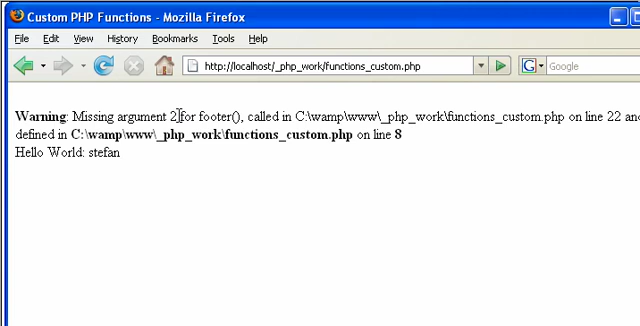 Custom PHP Functions - Mozilla Firefox
File Edit View History Bookmarks Tools Help
http://localhost/_php_work/functions_custom.php Google
Warning: Missing argument 2 for footer(), called in C:\wamp\www\_php_work\functions_custom.php on line 22 and
defined in C:\wamp\www\_php_work\functions_custom.php on line 8
Hello World: stefan